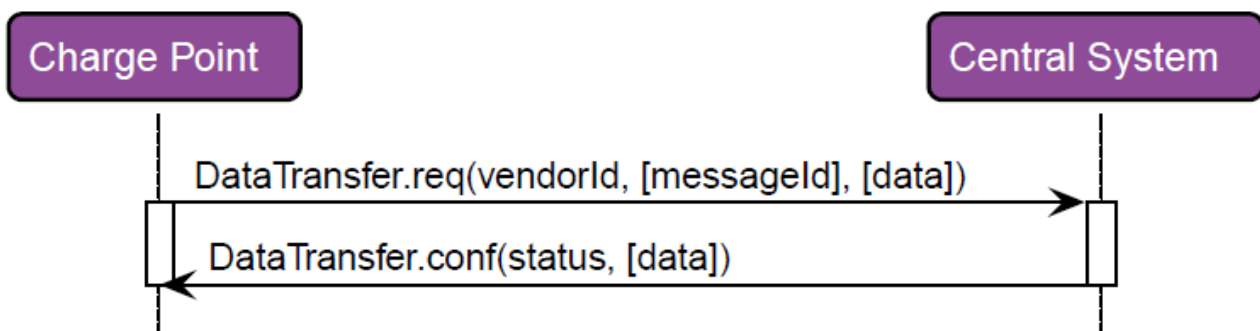 Charge Point
Central System
DataTransfer.req(vendorId, [messageId], [data])
DataTransfer.conf(status, [data])